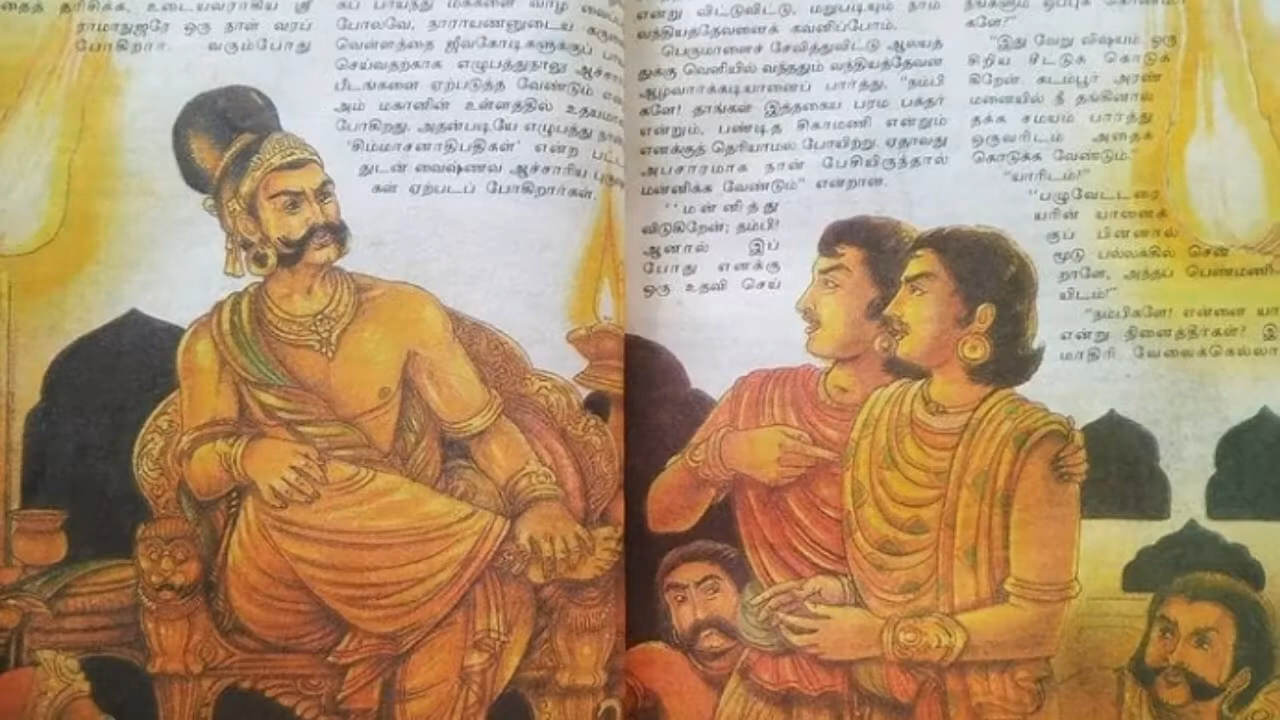 தைத் தரிசிக்க, உடையவராகிய ஸ்ரீ
ராமானுஜரே ஒரு நாள் வரப்
போகிறார். வரும்போது
கப் பாய்ந்து மக்களை வாழ
போலவே, நாராயணனுடைய
வெள்ளத்தை ஜீவகோடிகளுக்குப்
செய்வதற்காக எழுபத்துநாலு
பீடங்களை ஏற்படுத்த வேண்டும்
அம் மகானின் உள்ளத்தில்
போகிறது. அதன்படியே எழுபத்து
'சிம்மாசனாதிபதிகள்' என்ற
துடன் வைஷ்ணவ ஆச்சாரிய
கள் ஏற்படப் போகிறார்கள்.
என்று விட்டுவிட்டு, மறுபடியும் நாம்
வந்தியத்தேவனைக் கவனிப்போம்.
பெருமாளைச் சேவித்துவிட்டு ஆலயத்
துக்கு வெளியில் வந்ததும் வந்தியத்தேவன்
ஆழ்வார்க்கடியானைப் பார்த்து, "நம்பி
களே! தாங்கள் இத்தகைய பரம பக்தர்
என்றும், பண்டித சிகாமணி என்றும்
எனக்குத் தெரியாமல் போயிற்று. ஏதாவது
அபசாரமாக நான் பேசியிருந்தால்
மன்னிக்க வேண்டும்" என்றான்.
"மன்னித்து
விடுகிறேன்; தம்பி!
ஆனால் இப்
போது எனக்கு
ஒரு உதவி செய்
களே!"
"இது வேறு விஷயம். ஒரு
சிறிய சீட்டுக் கொடுக்
கிறேன். கடம்பூர் அரண்
மனையில் நீ தங்கினால்
தக்க சமயம் பார்த்து
ஒருவரிடம் அதைக்
கொடுக்க வேண்டும்."
"யாரிடம்?"
"பழுவேட்டரை
யரின் யானைக்
குப் பின்னால்
மூடு பல்லக்கில் சென்
றாளே, அந்தப் பெண்மணி
யிடம்!"
"நம்பிகளே! என்னை யார்
என்று நினைத்தீர்கள்?
மாதிரி வேலைக்கெல்லா